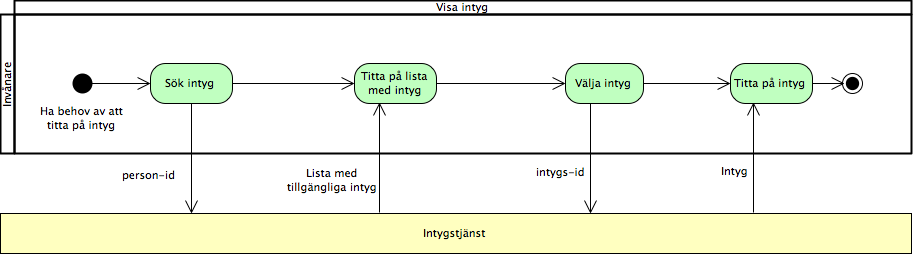 Visa intyg
Invånare
Sök intyg
Titta på lista
med intyg
Välja intyg
Titta på intyg
Ha behov av att
titta på intyg
person-id
Lista med
tillgängliga intyg
intygs-id
Intyg
Intygstjänst